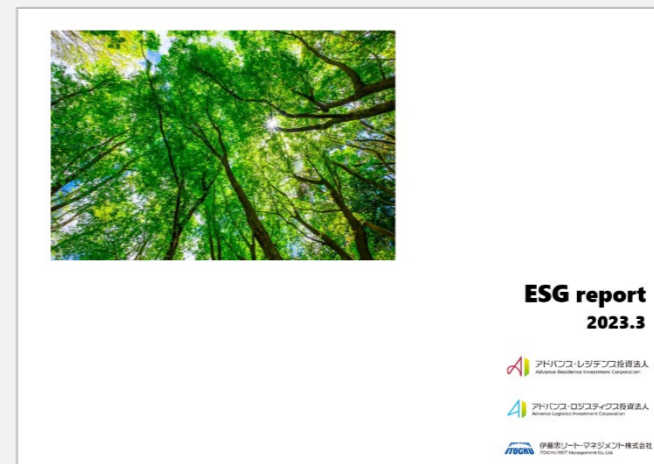 ESG report
2023.3
アドバンス・レジデンス投資法人
Advance Residence Investment Corporation
アドバンス・ロジスティクス投資法人
Advance Logistics Investment Corporation
ITOCHU
伊藤忠リート・マネジメント株式会社
ITOCHU REIT Management Co.,Ltd.